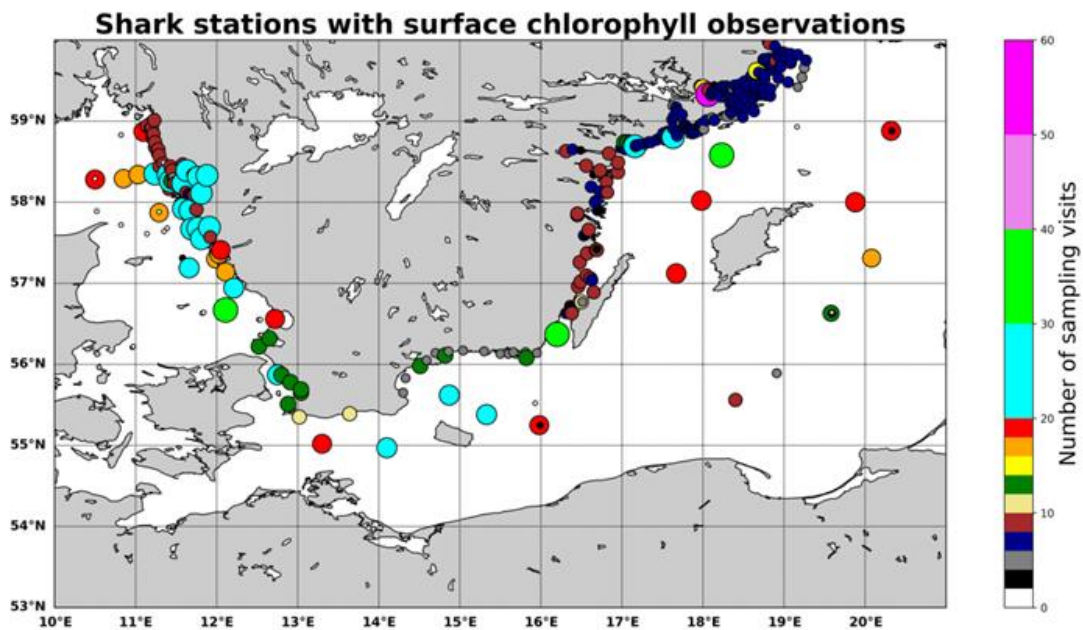 Shark stations with surface chlorophyll observations
59°N
58°N
57°N
56°N
55°N
54°N
53°N
10°E 11°E 12°E 13°E 14°E 15°E 16°E 17°E 18°E 19°E 20°E
60
50
40
30
20
10
0
Number of sampling visits